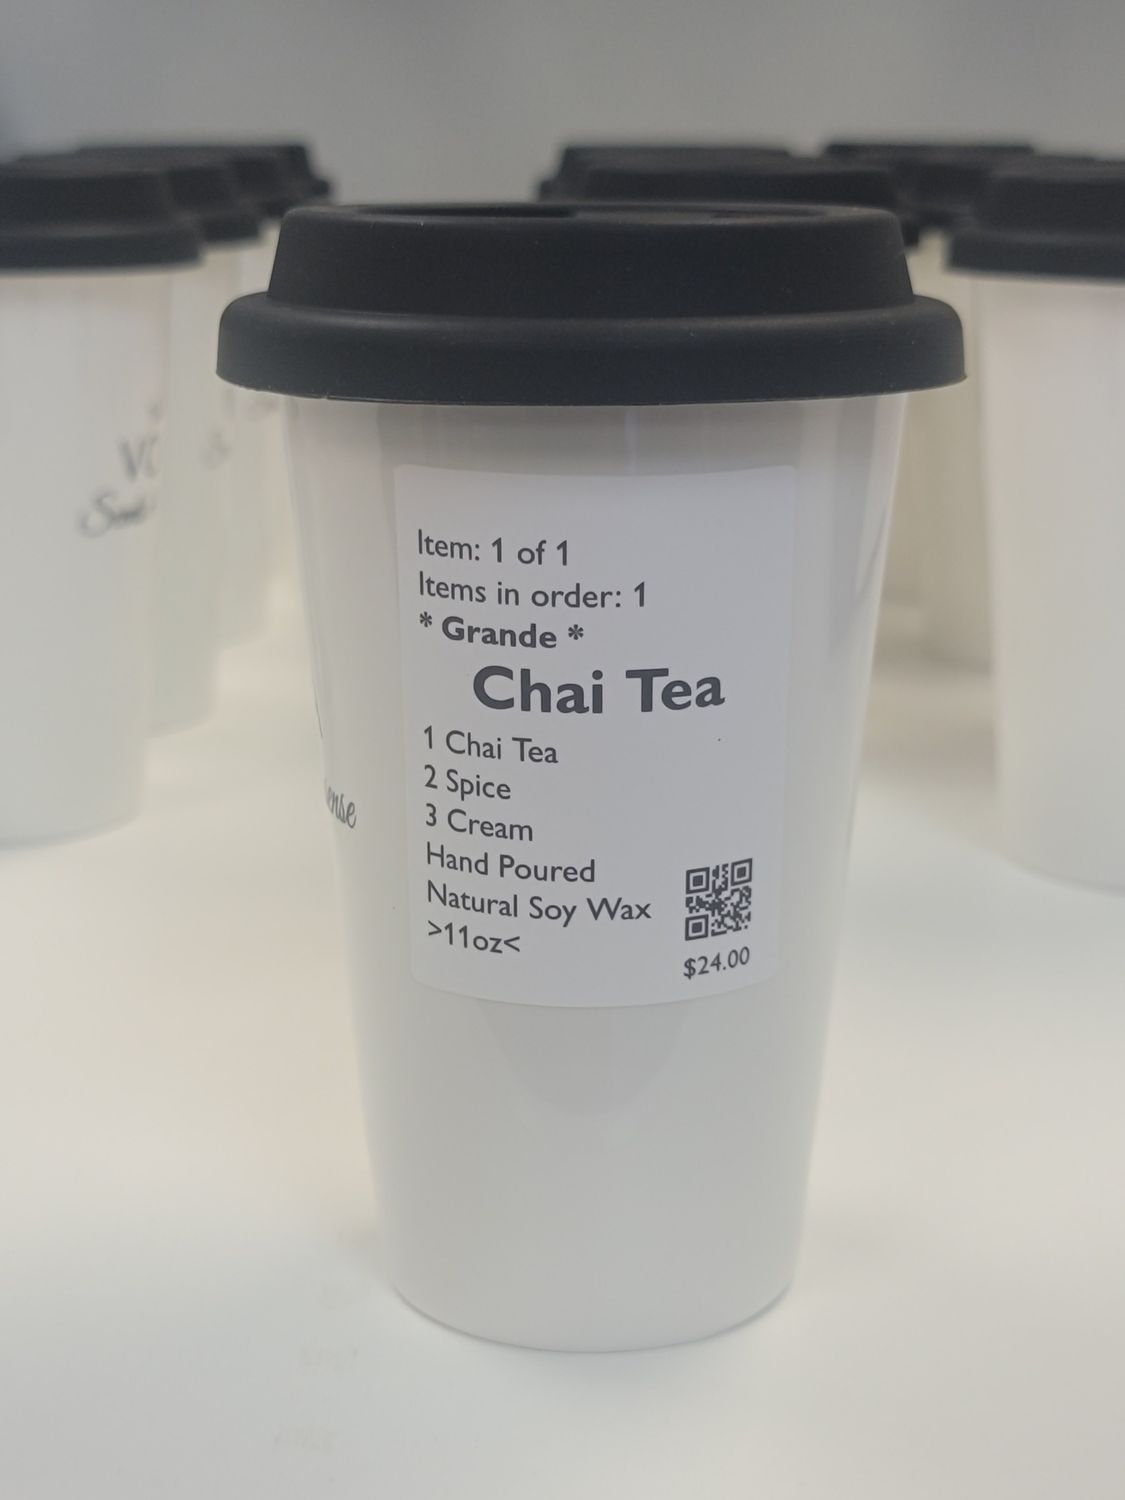 Item: 1 of 1
Items in order: 1
* Grande *
Chai Tea
1 Chai Tea
2 Spice
3 Cream
Hand Poured
Natural Soy Wax
>11oz<
$24.00